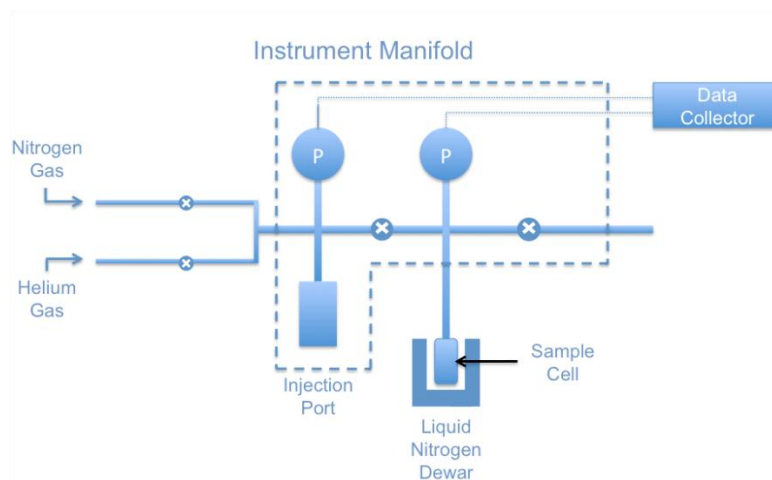 Instrument Manifold
Data
Collector
P
P
Nitrogen
Gas
Helium
Gas
Injection
Port
Sample
Cell
Liquid
Nitrogen
Dewar